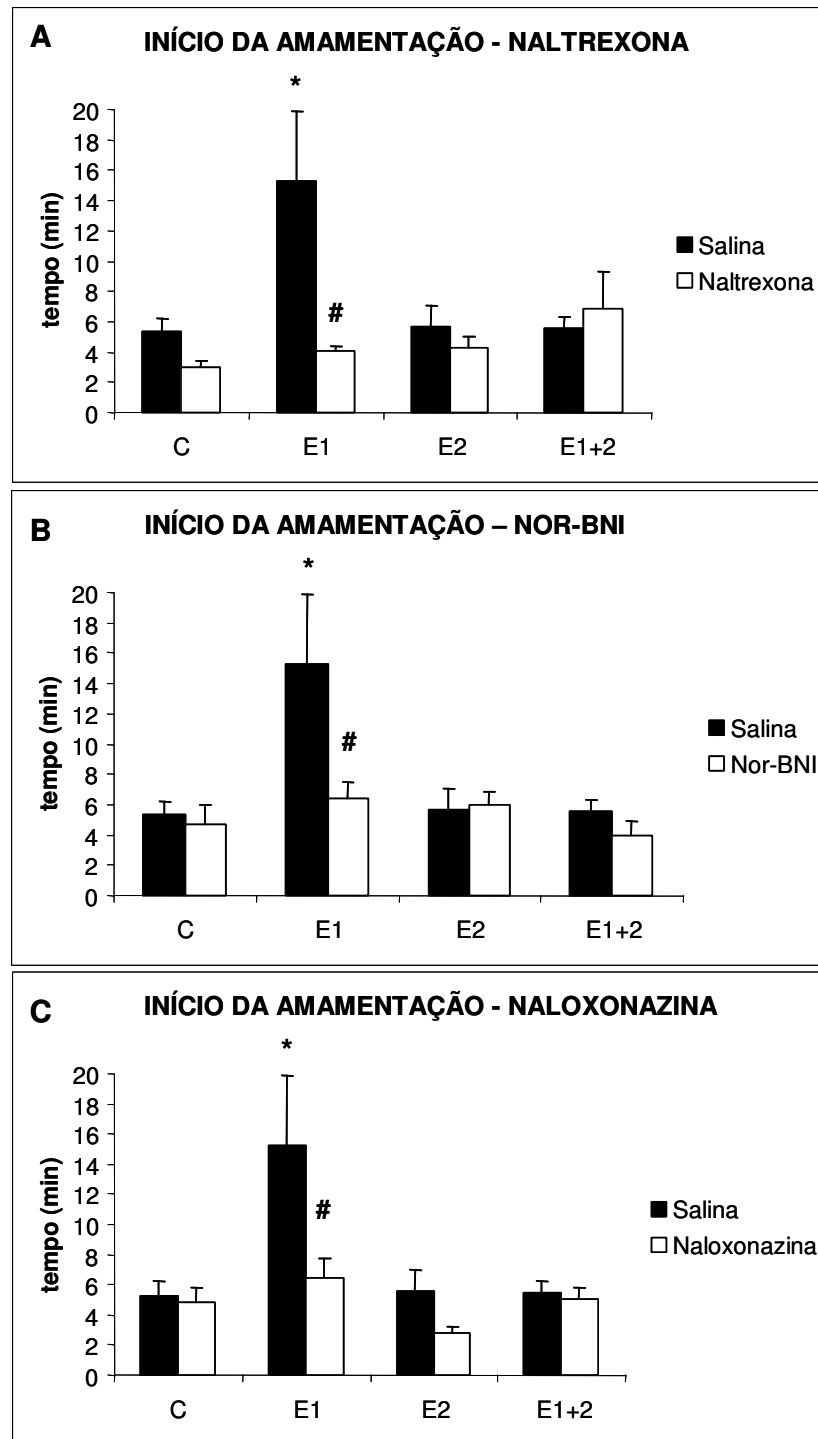 A
INÍCIO DA AMAMENTAÇÃO - NALTREXONA
*
20
18
16
14
12
10
8
6
4
2
0
tempo (min)
#
Salina
Naltrexona
C E1 E2 E1+2
B
INÍCIO DA AMAMENTAÇÃO – NOR-BNI
*
20
18
16
14
12
10
8
6
4
2
0
tempo (min)
#
Salina
Nor-BNI
C E1 E2 E1+2
C
INÍCIO DA AMAMENTAÇÃO - NALOXONAZINA
*
20
18
16
14
12
10
8
6
4
2
0
tempo (min)
#
Salina
Naloxonazina
C E1 E2 E1+2